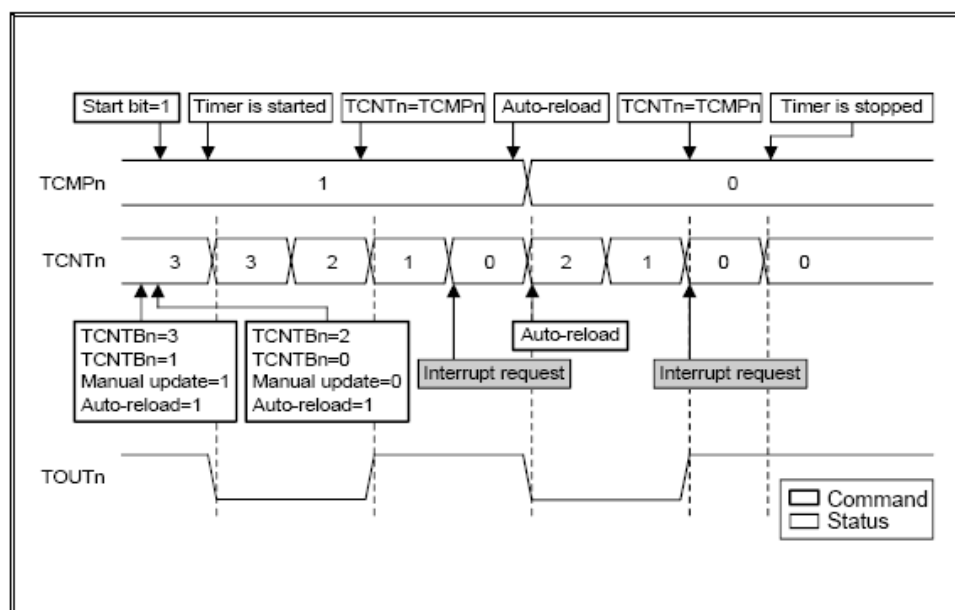 Start bit=1
Timer is started
TCNTn=TCMPn
Auto-reload
TCNTn=TCMPn
Timer is stopped
TCMPn
1
0
TCNTn
3
3
2
1
0
2
1
0
0
TCNTBn=3
TCNTBn=1
Manual update=1
Auto-reload=1
TCNTBn=2
TCNTBn=0
Manual update=0
Auto-reload=1
Interrupt request
Auto-reload
Interrupt request
TOUTn
Command
Status